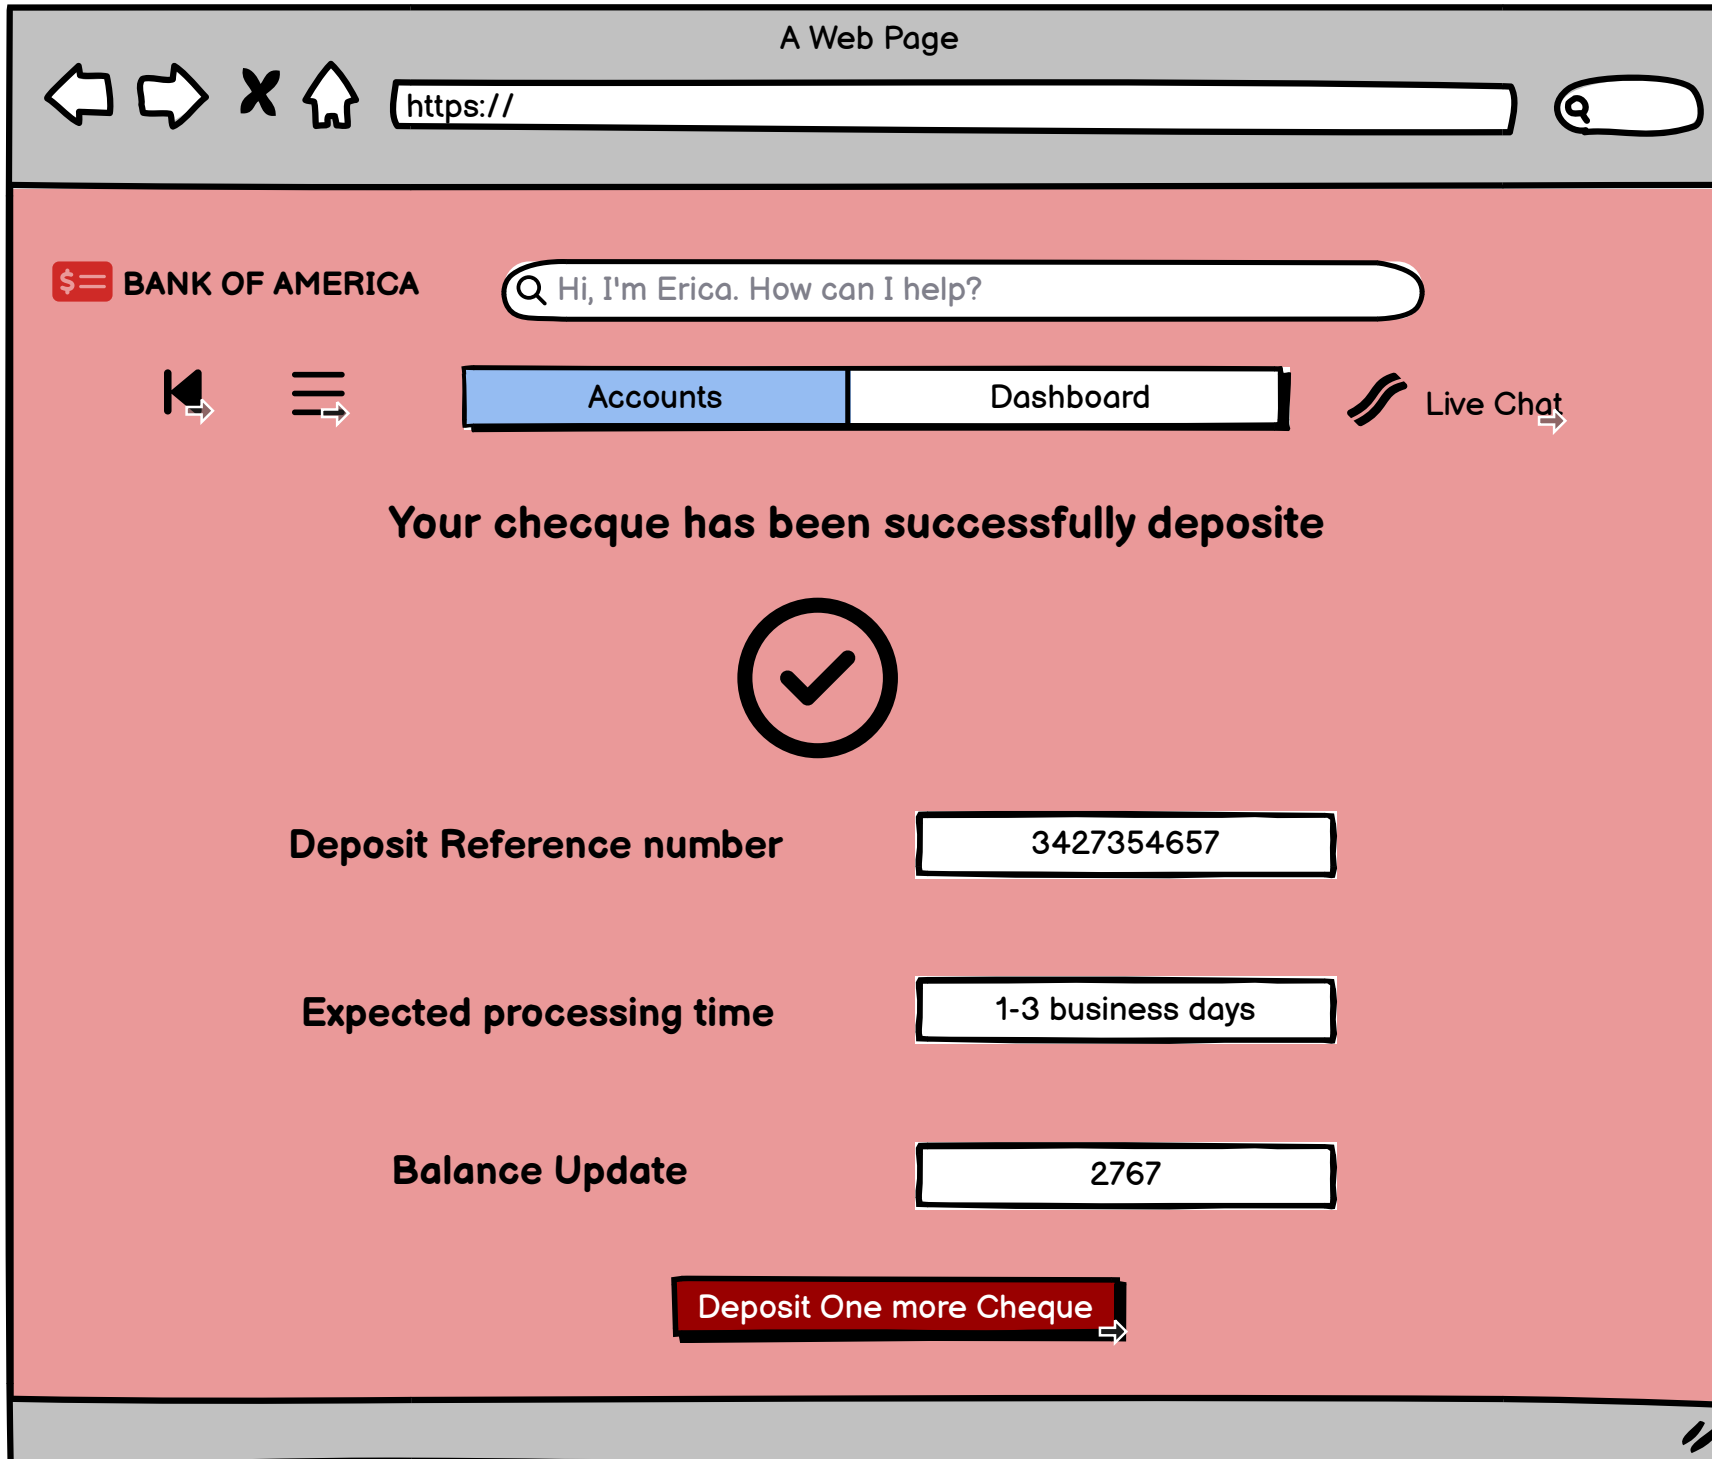 A Web Page
https://
BANK OF AMERICA
Hi, I'm Erica. How can I help?
Accounts
Dashboard
Live Chat
Your checque has been successfully deposite
Deposit Reference number
3427354657
Expected processing time
1-3 business days
Balance Update
2767
Deposit One more Cheque